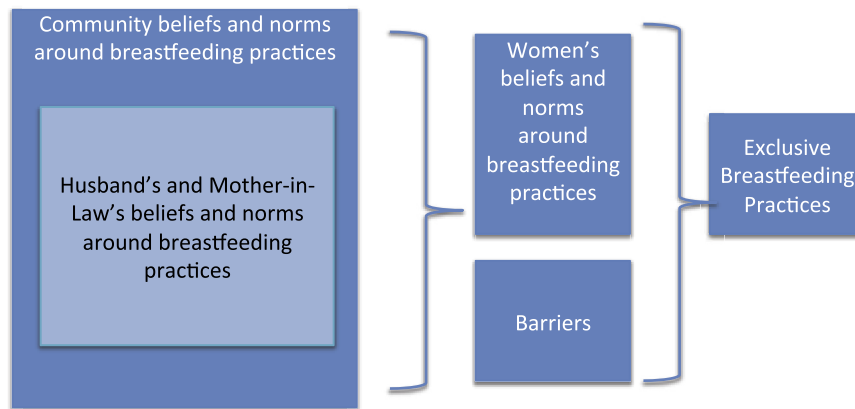 Community beliefs and norms
around breastfeeding practices
Husband's and Mother-in-
Law's beliefs and norms
around breastfeeding
practices
Women's
beliefs and
norms
around
breastfeeding
practices
Barriers
Exclusive
Breastfeeding
Practices